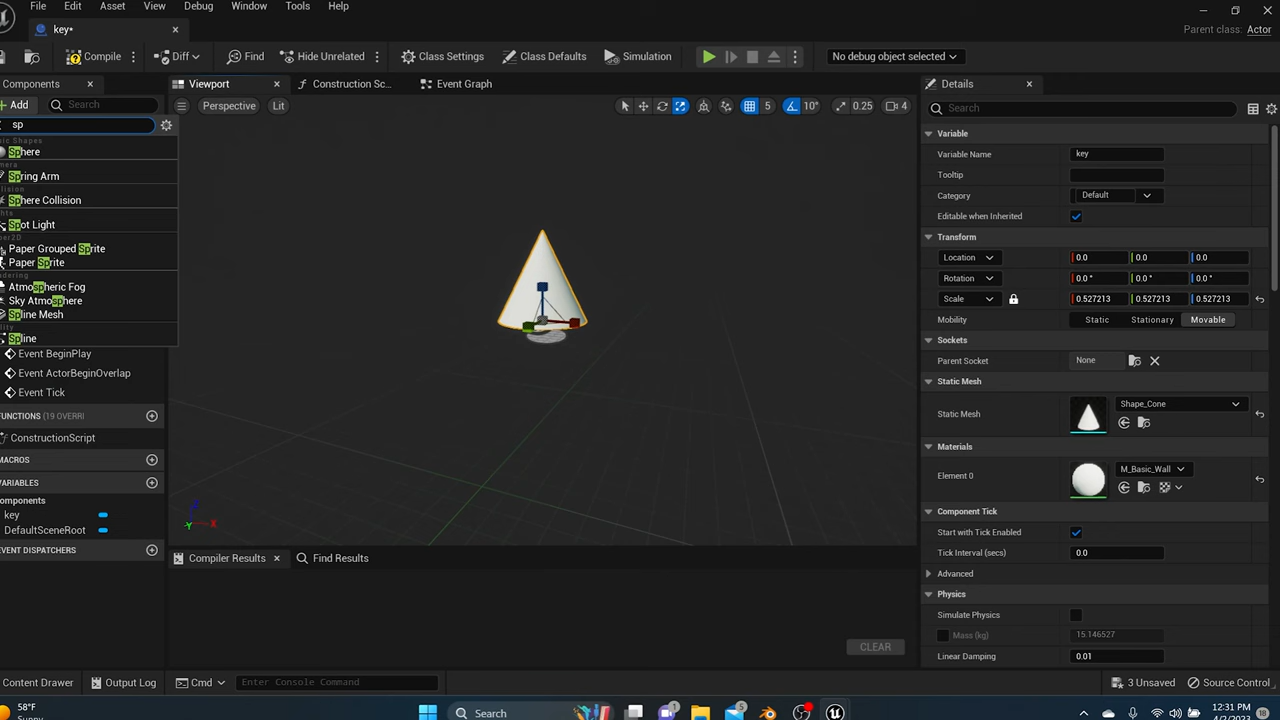 File Edit Asset View Debug Window Tools Help
key*
Parent class: Actor
Compile Diff Find Hide Unrelated Class Settings Class Defaults Simulation No debug object selected
Components Viewport Construction Sc... Event Graph Details
Add Search Perspective Lit 5 10° 0.25 4 Search
sp
Sphere
Spring Arm
Sphere Collision
Spot Light
Paper Grouped Sprite
Paper Sprite
Atmospheric Fog
Sky Atmosphere
Spline Mesh
Spline
Event BeginPlay
Event ActorBeginOverlap
Event Tick
FUNCTIONS (19 OVERRI
ConstructionScript
MACROS
VARIABLES
Components
key
DefaultSceneRoot
EVENT DISPATCHERS
Z
Y X
Compiler Results Find Results
CLEAR
Variable
Variable Name key
Tooltip
Category Default
Editable when Inherited
Transform
Location 0.0 0.0 0.0
Rotation 0.0 ° 0.0 ° 0.0 °
Scale 0.527213 0.527213 0.527213
Mobility Static Stationary Movable
Sockets
Parent Socket None
Static Mesh
Static Mesh Shape_Cone
Materials
Element 0 M_Basic_Wall
Component Tick
Start with Tick Enabled
Tick Interval (secs) 0.0
Advanced
Physics
Simulate Physics
Mass (kg) 15.146527
Linear Damping 0.01
Content Drawer Output Log Cmd Enter Console Command 3 Unsaved Source Control
58°F
Sunny
Search
12:31 PM
4/2/2023
18